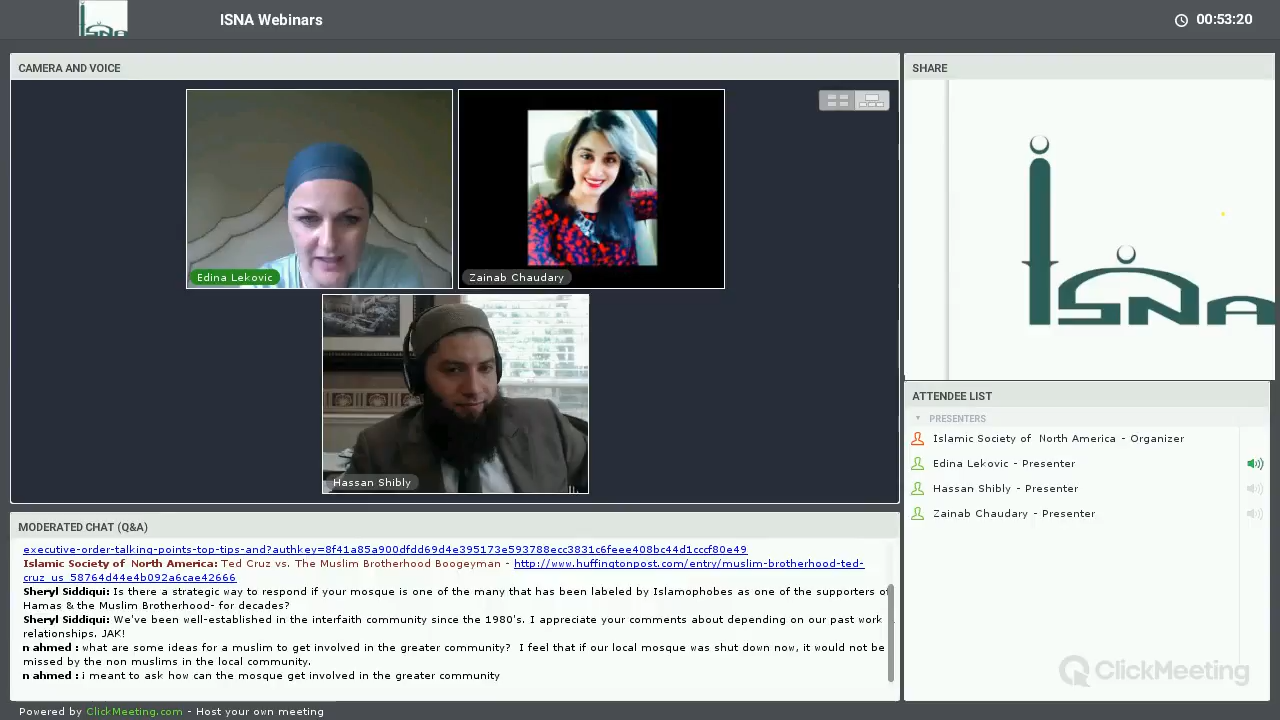 ISNA Webinars
00:53:20
CAMERA AND VOICE
Edina Lekovic
Zainab Chaudary
Hassan Shibly
SHARE
ISNA
ATTENDEE LIST
PRESENTERS
Islamic Society of North America - Organizer
Edina Lekovic - Presenter
Hassan Shibly - Presenter
Zainab Chaudary - Presenter
MODERATED CHAT (Q&A)
executive-order-talking-points-top-tips-and?authkey=8f41a85a900dfdd69d4e395173e593788ecc3831c6feee408bc44d1cccf80e49
Islamic Society of North America: Ted Cruz vs. The Muslim Brotherhood Boogeyman - http://www.huffingtonpost.com/entry/muslim-brotherhood-ted-
cruz_us_58764d44e4b092a6cae42666
Sheryl Siddiqui: Is there a strategic way to respond if your mosque is one of the many that has been labeled by Islamophobes as one of the supporters of
Hamas & the Muslim Brotherhood- for decades?
Sheryl Siddiqui: We've been well-established in the interfaith community since the 1980's. I appreciate your comments about depending on our past work
relationships. JAK!
n ahmed : what are some ideas for a muslim to get involved in the greater community? I feel that if our local mosque was shut down now, it would not be
missed by the non muslims in the local community.
n ahmed : i meant to ask how can the mosque get involved in the greater community
ClickMeeting
Powered by ClickMeeting.com - Host your own meeting